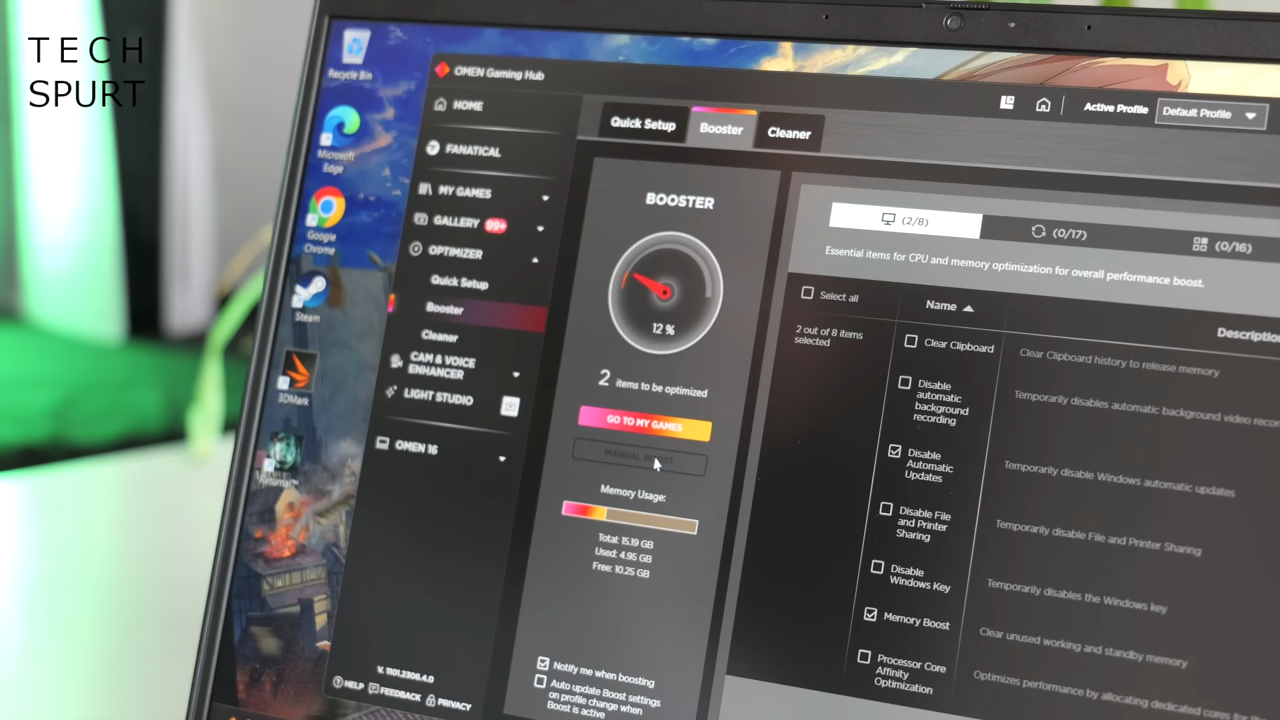 TECH
SPURT
Recycle Bin
Microsoft
Edge
Google
Chrome
Steam
3DMark
Returnal™
OMEN Gaming Hub
HOME
FANATICAL
MY GAMES
GALLERY 99+
OPTIMIZER
Quick Setup
Booster
Cleaner
CAM & VOICE
ENHANCER
LIGHT STUDIO
OMEN 16
V. 1101.2306.4.0
HELP FEEDBACK PRIVACY
Active Profile Default Profile
Quick Setup Booster Cleaner
BOOSTER
12 %
2 items to be optimized
GO TO MY GAMES
MANUAL BOOST
Memory Usage:
Total: 15.19 GB
Used: 4.95 GB
Free: 10.25 GB
Notify me when boosting
Auto update Boost settings
on profile change when
Boost is active
(2/8) (0/17) (0/16)
Essential items for CPU and memory optimization for overall performance boost.
Select all
2 out of 8 items
selected
Name Descriptio
Clear Clipboard Clear Clipboard history to release memory
Disable
automatic
background
recording
Temporarily disables automatic background video reco
Disable
Automatic
Updates
Temporarily disable Windows automatic updates
Disable File
and Printer
Sharing
Temporarily disable File and Printer Sharing
Disable
Windows Key
Temporarily disables the Windows key
Memory Boost Clear unused working and standby memory
Processor Core
Affinity
Optimization
Optimizes performance by allocating dedicated cores for